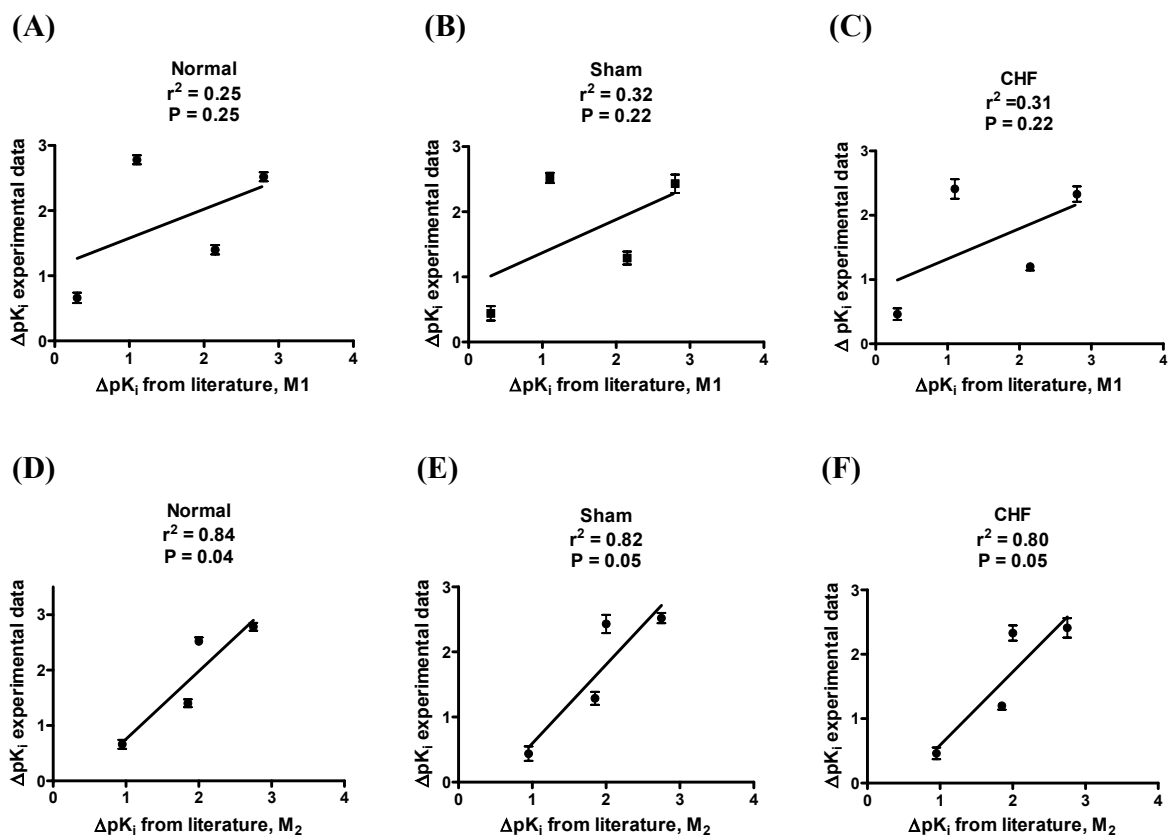 (A)
Normal
r² = 0.25
P = 0.25
ΔpKᵢ experimental data
3
2
1
0
0 1 2 3 4
ΔpKᵢ from literature, M1
(B)
Sham
r² = 0.32
P = 0.22
ΔpKᵢ experimental data
3
2
1
0
0 1 2 3 4
ΔpKᵢ from literature, M1
(C)
CHF
r² =0.31
P = 0.22
Δ pKᵢ experimental data
3
2
1
0
0 1 2 3 4
ΔpKᵢ from literature, M1
(D)
Normal
r² = 0.84
P = 0.04
ΔpKᵢ experimental data
3
2
1
0
0 1 2 3 4
ΔpKᵢ from literature, M₂
(E)
Sham
r² = 0.82
P = 0.05
ΔpKᵢ experimental data
3
2
1
0
0 1 2 3 4
ΔpKᵢ from literature, M₂
(F)
CHF
r² = 0.80
P = 0.05
ΔpKᵢ experimental data
3
2
1
0
0 1 2 3 4
ΔpKᵢ from literature, M₂